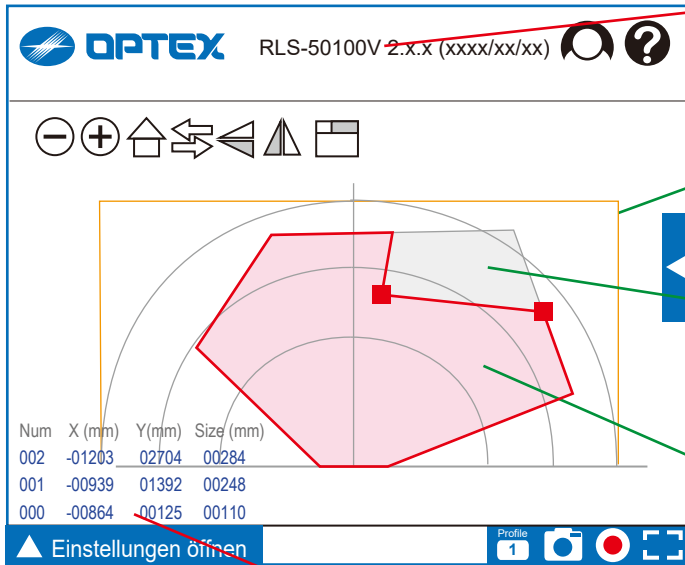 OPTEX RLS-50100V 2.x.x (xxxx/xx/xx) ?
Num X (mm) Y(mm) Size (mm)
002 -01203 02704 00284
001 -00939 01392 00248
000 -00864 00125 00110
Einstellungen öffnen
Profile
1